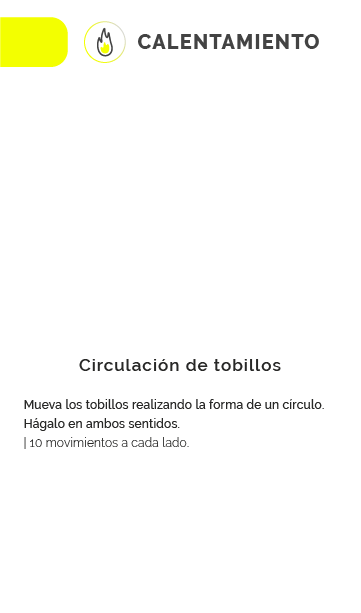 CALENTAMIENTO
Circulación de tobillos
Mueva los tobillos realizando la forma de un círculo.
Hágalo en ambos sentidos.
| 10 movimientos a cada lado.